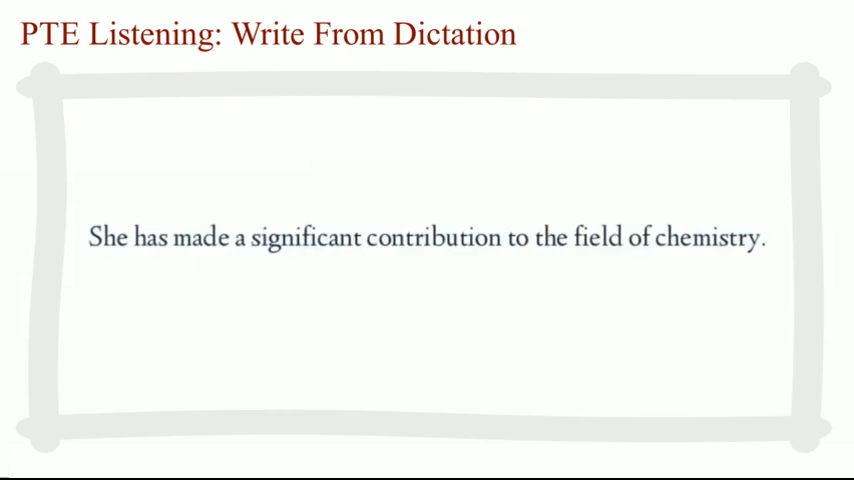 PTE Listening: Write From Dictation
She has made a significant contribution to the field of chemistry.